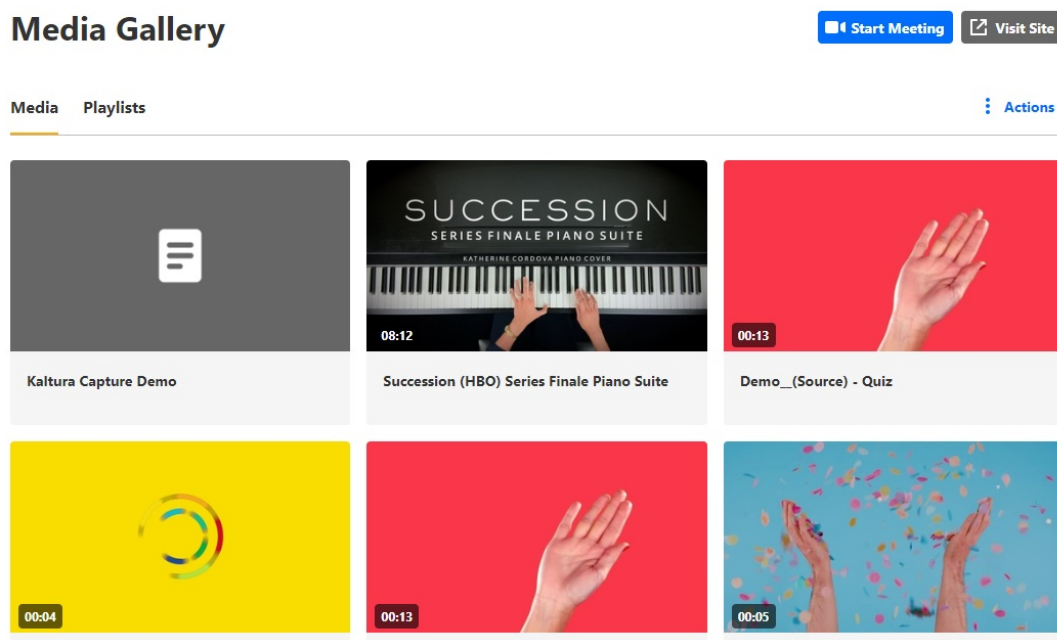 Media Gallery
Start Meeting
Visit Site
Media Playlists
Actions
SUCCESSION
SERIES FINALE PIANO SUITE
KATHERINE CORDOVA PIANO COVER
08:12
00:13
Kaltura Capture Demo
Succession (HBO) Series Finale Piano Suite
Demo__(Source) - Quiz
00:04
00:13
00:05